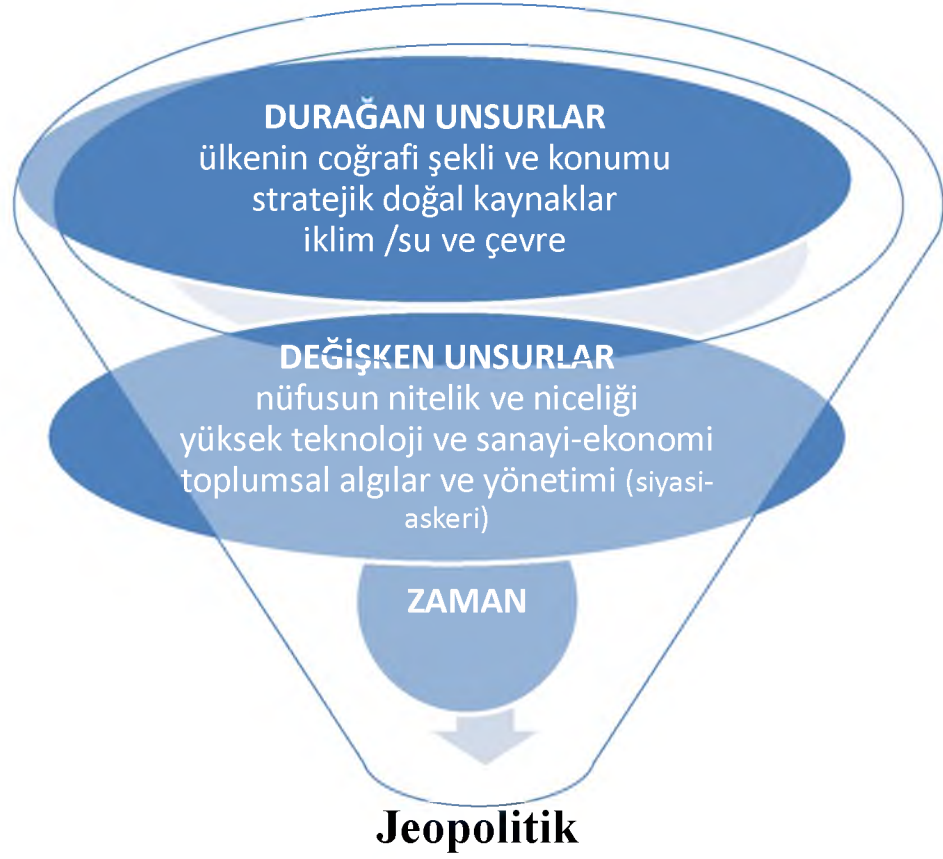 DURAĞAN UNSURLAR
ülkenin coğrafi şekli ve konumu
stratejik doğal kaynaklar
iklim /su ve çevre
DEĞİŞKEN UNSURLAR
nüfusun nitelik ve niceliği
yüksek teknoloji ve sanayi-ekonomi
toplumsal algılar ve yönetimi (siyasi-
askeri)
ZAMAN
Jeopolitik